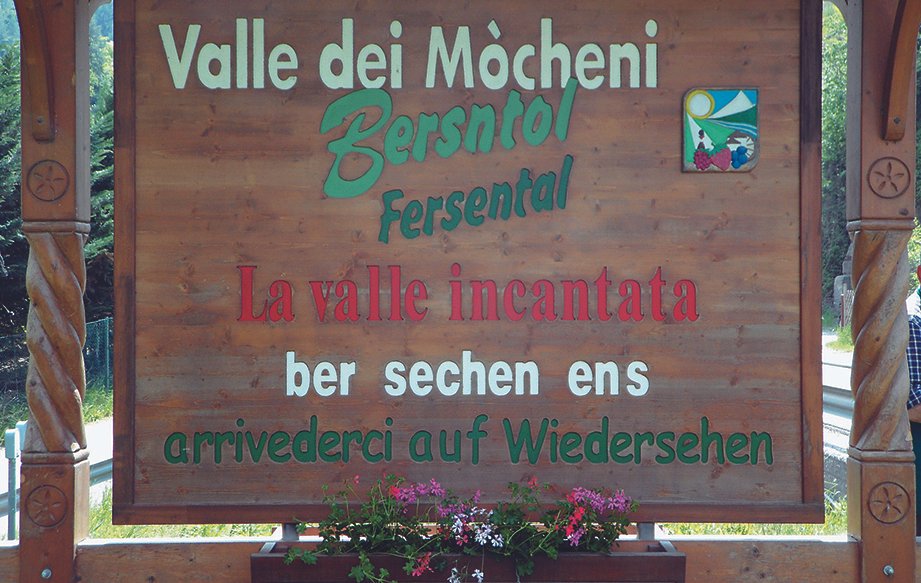 Valle dei Mòcheni
Bersntol
Fersental
La valle incantata
ber sechen ens
arrivederci auf Wiedersehen